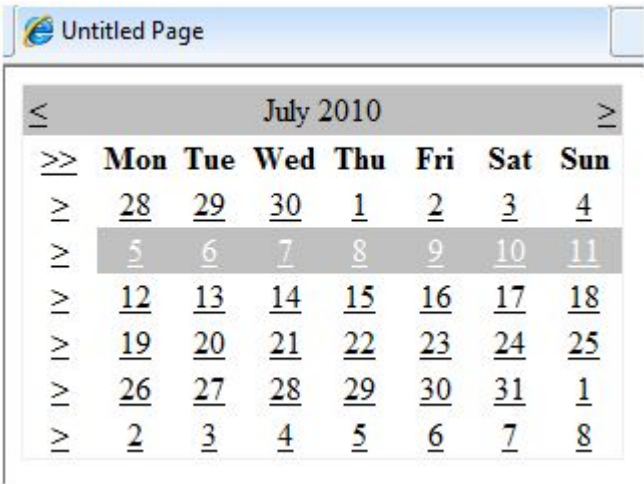 Untitled Page
< July 2010 >
>> Mon Tue Wed Thu Fri Sat Sun
> 28 29 30 1 2 3 4
> 5 6 7 8 9 10 11
> 12 13 14 15 16 17 18
> 19 20 21 22 23 24 25
> 26 27 28 29 30 31 1
> 2 3 4 5 6 7 8